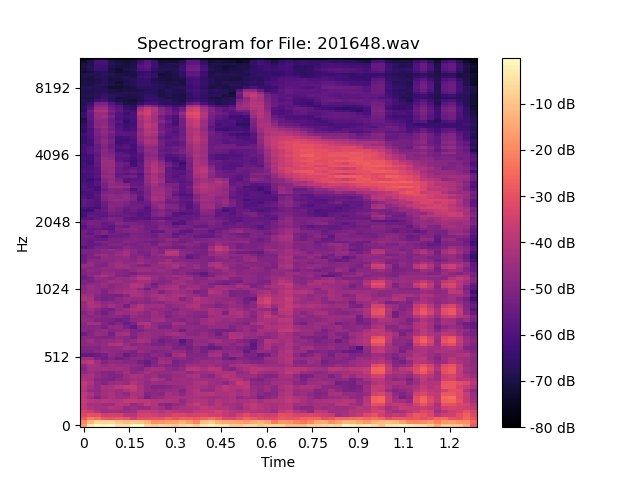 Spectrogram for File: 201648.wav
8192
4096
2048
1024
512
0
Hz
0 0.15 0.3 0.45 0.6 0.75 0.9 1.1 1.2
Time
-10 dB
-20 dB
-30 dB
-40 dB
-50 dB
-60 dB
-70 dB
-80 dB